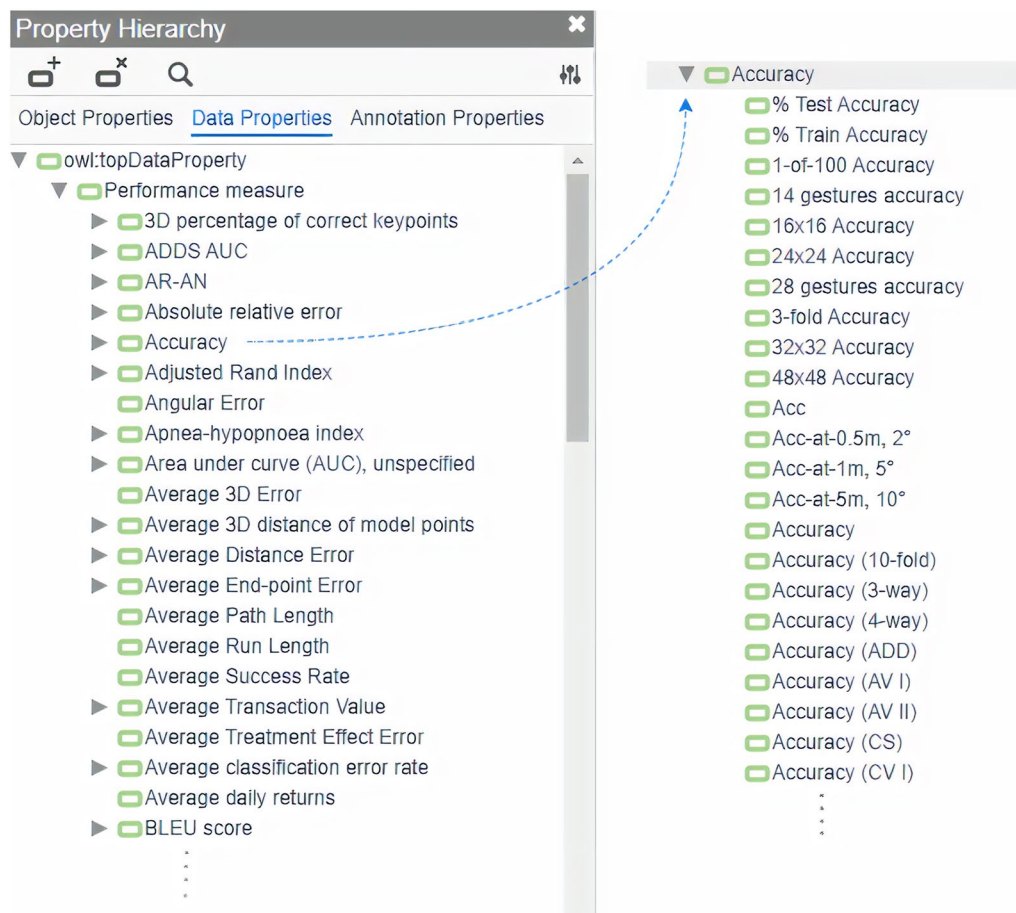 Property Hierarchy
Object Properties Data Properties Annotation Properties
owl:topDataProperty
Performance measure
3D percentage of correct keypoints
ADDS AUC
AR-AN
Absolute relative error
Accuracy
Adjusted Rand Index
Angular Error
Apnea-hypopnoea index
Area under curve (AUC), unspecified
Average 3D Error
Average 3D distance of model points
Average Distance Error
Average End-point Error
Average Path Length
Average Run Length
Average Success Rate
Average Transaction Value
Average Treatment Effect Error
Average classification error rate
Average daily returns
BLEU score
Accuracy
% Test Accuracy
% Train Accuracy
1-of-100 Accuracy
14 gestures accuracy
16x16 Accuracy
24x24 Accuracy
28 gestures accuracy
3-fold Accuracy
32x32 Accuracy
48x48 Accuracy
Acc
Acc-at-0.5m, 2°
Acc-at-1m, 5°
Acc-at-5m, 10°
Accuracy
Accuracy (10-fold)
Accuracy (3-way)
Accuracy (4-way)
Accuracy (ADD)
Accuracy (AV I)
Accuracy (AV II)
Accuracy (CS)
Accuracy (CV I)